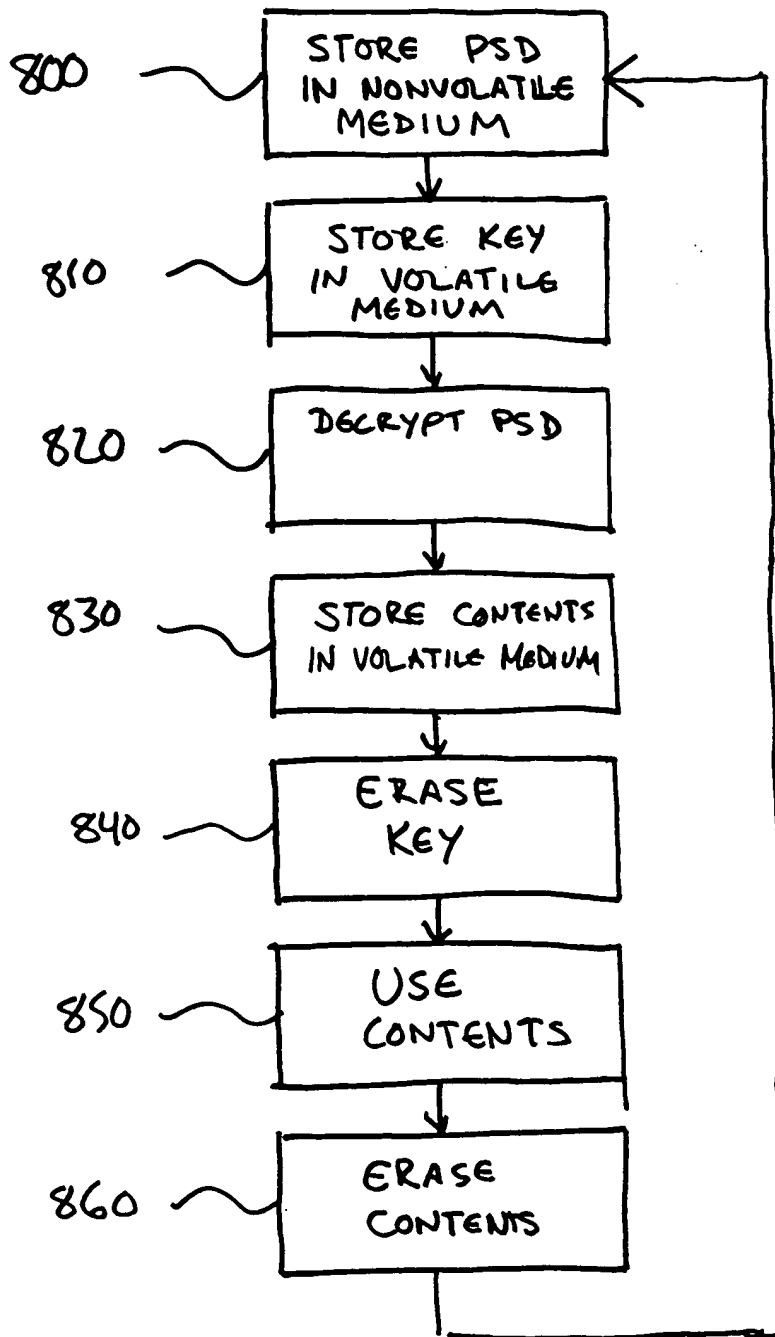 800
STORE PSD
IN NONVOLATILE
MEDIUM
810
STORE KEY
IN VOLATILE
MEDIUM
820
DECRYPT PSD
830
STORE CONTENTS
IN VOLATILE MEDIUM
840
ERASE
KEY
850
USE
CONTENTS
860
ERASE
CONTENTS